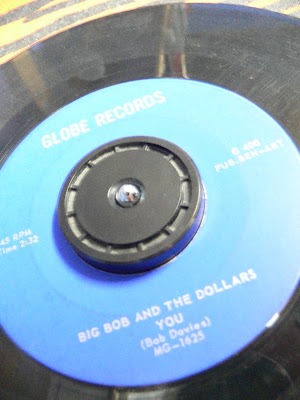 GLOBE RECORDS
G 400
PUB.BEN-ART
45 RPM
Time 2:32
BIG BOB AND THE DOLLARS
YOU
(Bob Davies)
MG-1625